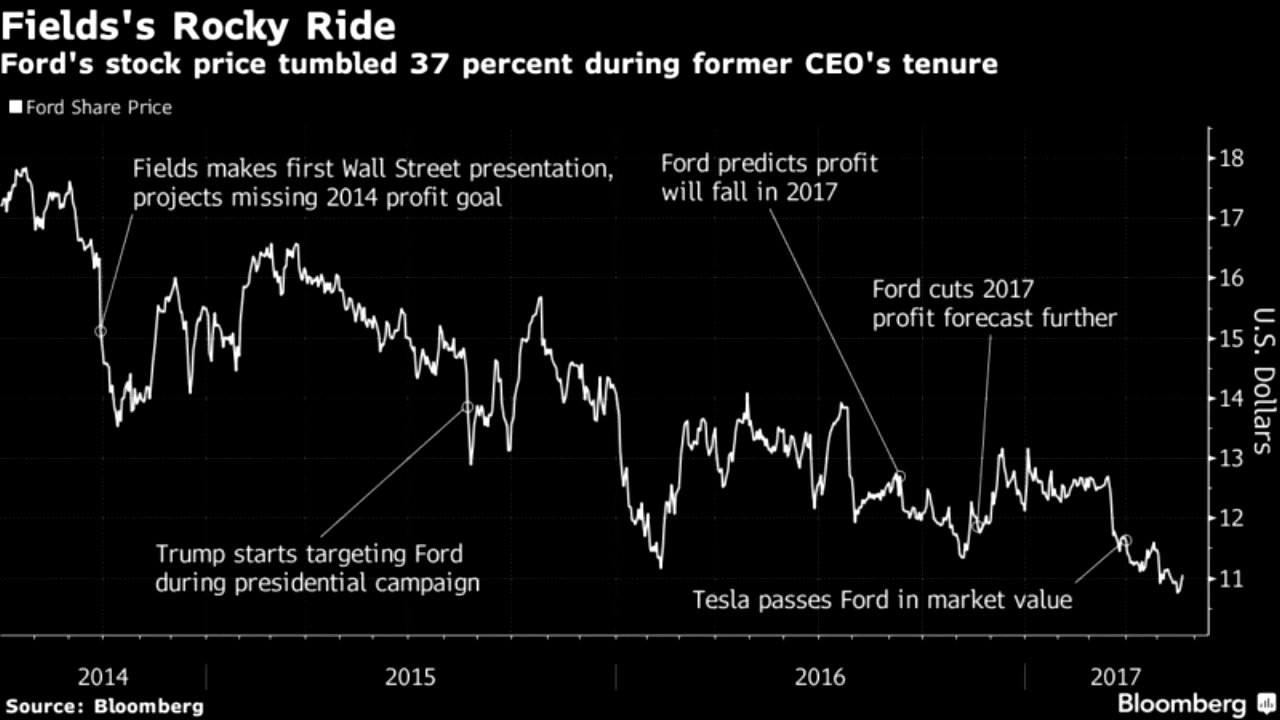 Fields's Rocky Ride
Ford's stock price tumbled 37 percent during former CEO's tenure
Ford Share Price
Fields makes first Wall Street presentation,
projects missing 2014 profit goal
Ford predicts profit
will fall in 2017
Ford cuts 2017
profit forecast further
Trump starts targeting Ford
during presidential campaign
Tesla passes Ford in market value
18
17
16
15
14
13
12
11
U.S. Dollars
2014
2015
2016
2017
Source: Bloomberg
Bloomberg